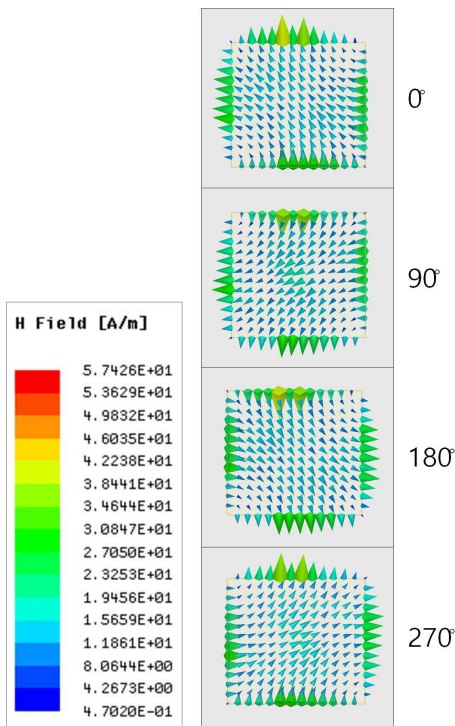 0°
90°
H Field [A/m]
5.7426E+01
5.3629E+01
4.9832E+01
4.6035E+01
4.2238E+01
3.8441E+01
3.4644E+01
3.0847E+01
2.7050E+01
2.3253E+01
1.9456E+01
1.5659E+01
1.1861E+01
8.0644E+00
4.2673E+00
4.7020E-01
180°
270°